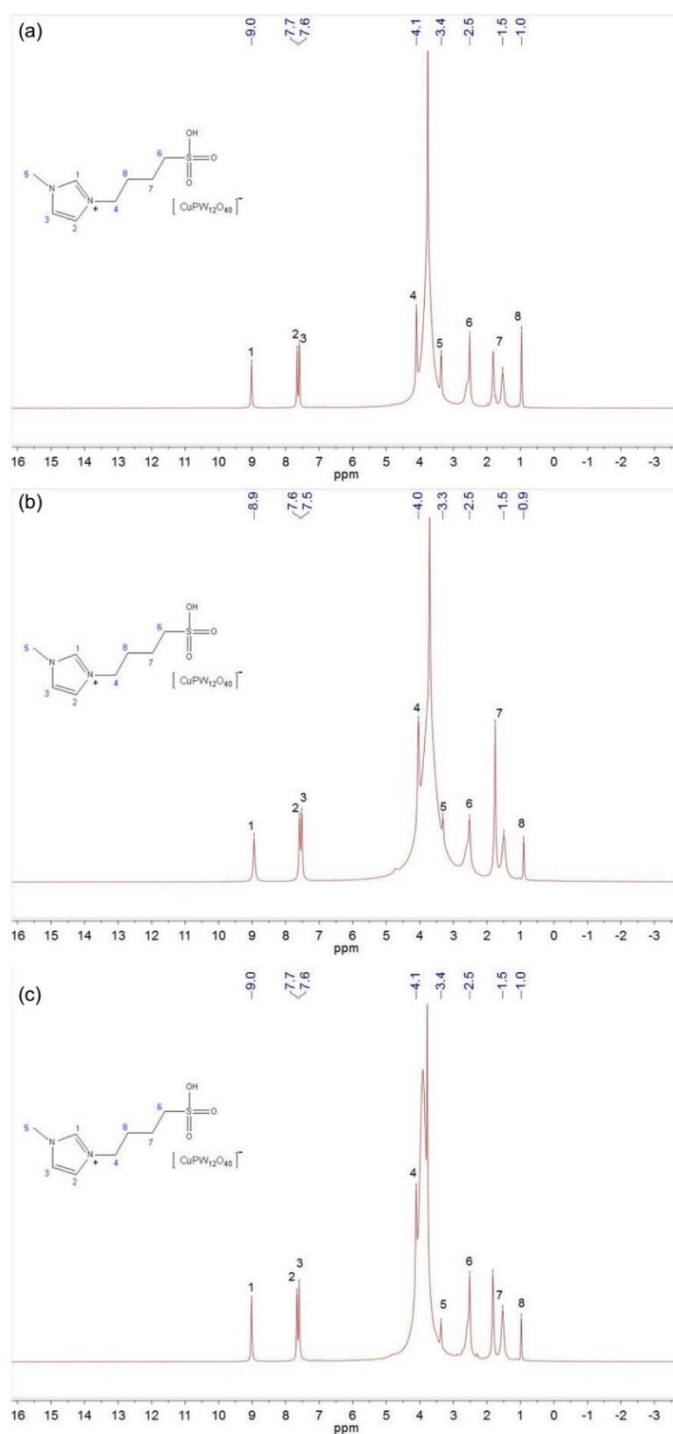 (a)
9.0 7.7 7.6 4.1 3.4 2.5 1.5 1.0
OH
5 1 8 6 S O
N 7 O
3 N + 4
2 [CuPW12O40]-
1 2 3 4 5 6 7 8
16 15 14 13 12 11 10 9 8 7 6 5 4 3 2 1 0 -1 -2 -3
ppm
(b)
8.9 7.6 7.5 4.0 3.3 2.5 1.5 0.9
OH
5 1 8 6 S O
N 7 O
3 N + 4
2 [CuPW12O40]-
1 2 3 4 5 6 7 8
16 15 14 13 12 11 10 9 8 7 6 5 4 3 2 1 0 -1 -2 -3
ppm
(c)
9.0 7.7 7.6 4.1 3.4 2.5 1.5 1.0
OH
5 1 8 6 S O
N 7 O
3 N + 4
2 [CuPW12O40]-
1 2 3 4 5 6 7 8
16 15 14 13 12 11 10 9 8 7 6 5 4 3 2 1 0 -1 -2 -3
ppm